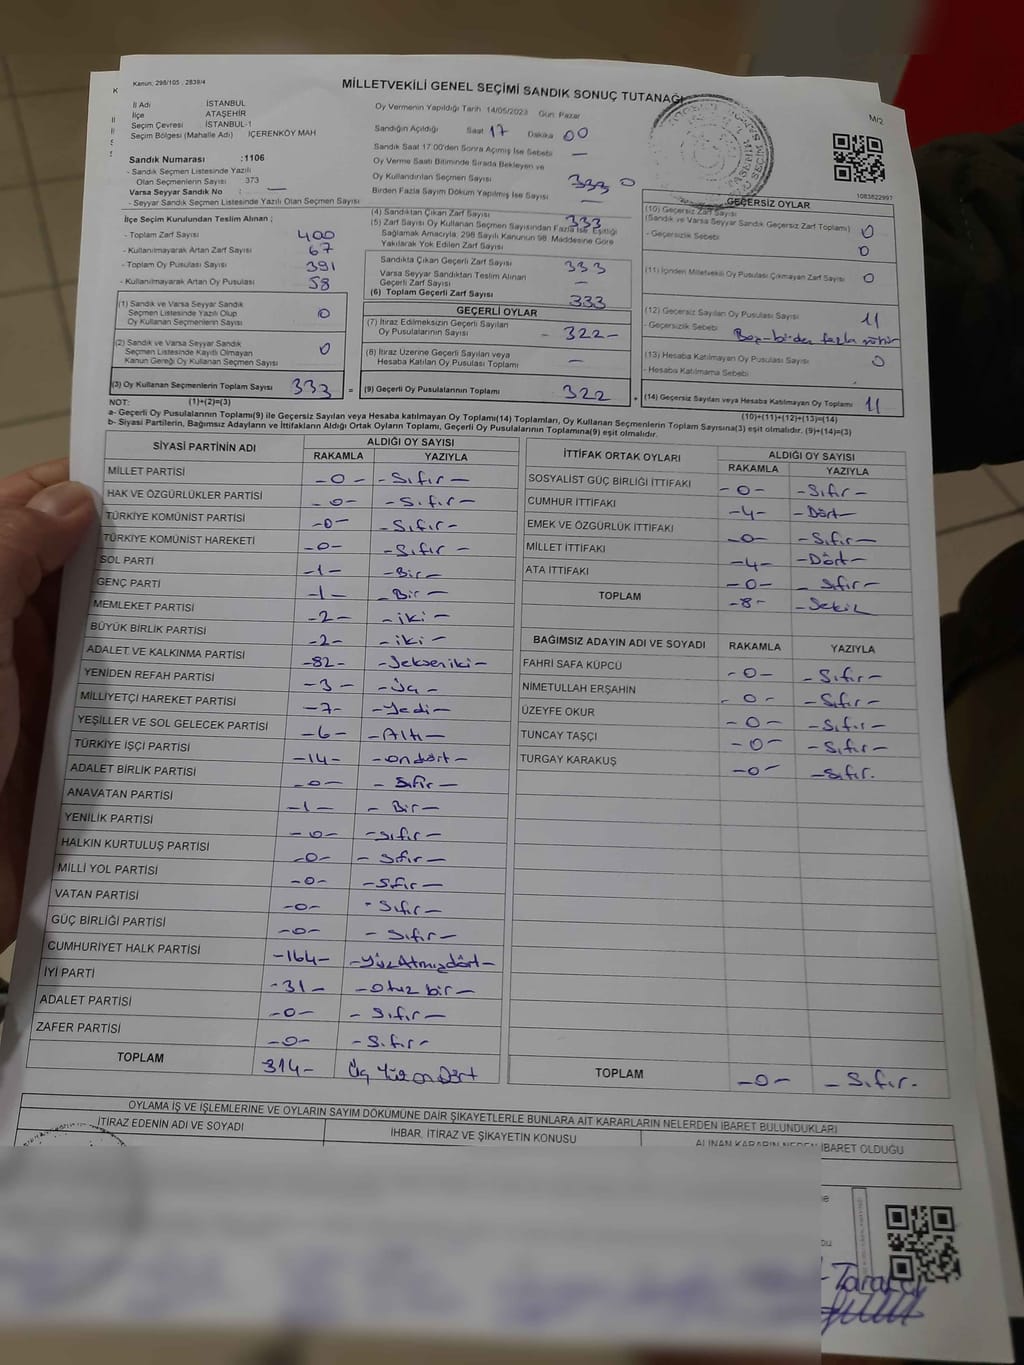 Kanun: 298/105 , 2839/4
MİLLETVEKİLİ GENEL SEÇİMİ SANDIK SONUÇ TUTANAĞI
M/2
İl Adı İSTANBUL
İlçe ATAŞEHİR
Seçim Çevresi İSTANBUL-1
Seçim Bölgesi (Mahalle Adı) İÇERENKÖY MAH
Sandık Numarası :1106
- Sandık Seçmen Listesinde Yazılı
Olan Seçmenlerin Sayısı 373
Varsa Seyyar Sandık No : —
- Seyyar Sandık Seçmen Listesinde Yazılı Olan Seçmen Sayısı
Oy Vermenin Yapıldığı Tarih 14/05/2023 Gün: Pazar
Sandığın Açıldığı Saat 17 Dakika 00
Sandık Saat 17.00'den Sonra Açılmış İse Sebebi —
Oy Verme Saati Bitiminde Sırada Bekleyen ve
Oy Kullandırılan Seçmen Sayısı 0
Birden Fazla Sayım Döküm Yapılmış İse Sayısı —
1083822997
İlçe Seçim Kurulundan Teslim Alınan ;
- Toplam Zarf Sayısı 400
- Kullanılmayarak Artan Zarf Sayısı 67
- Toplam Oy Pusulası Sayısı 391
- Kullanılmayarak Artan Oy Pusulası 58
(1) Sandık ve Varsa Seyyar Sandık
Seçmen Listesinde Yazılı Olup
Oy Kullanan Seçmenlerin Sayısı 0
(2) Sandık ve Varsa Seyyar Sandık
Seçmen Listesinde Kayıtlı Olmayan
Kanun Gereği Oy Kullanan Seçmen Sayısı 0
(3) Oy Kullanan Seçmenlerin Toplam Sayısı 333 =
(1)+(2)=(3)
(4) Sandıktan Çıkan Zarf Sayısı 333
(5) Zarf Sayısı Oy Kullanan Seçmen Sayısından Fazla İse, Eşitliği
Sağlamak Amacıyla, 298 Sayılı Kanunun 98. Maddesine Göre
Yakılarak Yok Edilen Zarf Sayısı
Sandıkta Çıkan Geçerli Zarf Sayısı 333
Varsa Seyyar Sandıktan Teslim Alınan
Geçerli Zarf Sayısı —
(6) Toplam Geçerli Zarf Sayısı 333
GEÇERLİ OYLAR
(7) İtiraz Edilmeksizin Geçerli Sayılan
Oy Pusulalarının Sayısı - 322-
(8) İtiraz Üzerine Geçerli Sayılan veya
Hesaba Katılan Oy Pusulası Toplamı —
(9) Geçerli Oy Pusulalarının Toplamı 322 +
GEÇERSİZ OYLAR
(10) Geçersiz Zarf Sayısı
(Sandık ve Varsa Seyyar Sandık Geçersiz Zarf Toplamı) 0
- Geçersizlik Sebebi: 0
(11) İçinden Milletvekili Oy Pusulası Çıkmayan Zarf Sayısı 0
(12) Geçersiz Sayılan Oy Pusulası Sayısı 11
- Geçersizlik Sebebi Boş-birden fazla mühür
(13) Hesaba Katılmayan Oy Pusulası Sayısı 0
- Hesaba Katılmama Sebebi
(14) Geçersiz Sayılan veya Hesaba Katılmayan Oy Toplamı 11
(10)+(11)+(12)+(13)=(14)
NOT:
a- Geçerli Oy Pusulalarının Toplamı(9) ile Geçersiz Sayılan veya Hesaba katılmayan Oy Toplamı(14) Toplamları, Oy Kullanan Seçmenlerin Toplam Sayısına(3) eşit olmalıdır. (9)+(14)=(3)
b- Siyasi Partilerin, Bağımsız Adayların ve İttifakların Aldığı Ortak Oyların Toplamı, Geçerli Oy Pusulalarının Toplamına(9) eşit olmalıdır.
SİYASİ PARTİNİN ADI ALDIĞI OY SAYISI
RAKAMLA YAZIYLA
MİLLET PARTİSİ -0- -Sıfır-
HAK VE ÖZGÜRLÜKLER PARTİSİ -0- -Sıfır-
TÜRKİYE KOMÜNİST PARTİSİ -0- -Sıfır-
TÜRKİYE KOMÜNİST HAREKETİ -0- -Sıfır-
SOL PARTİ -1- -Bir-
GENÇ PARTİ -1- -Bir-
MEMLEKET PARTİSİ -2- -iki-
BÜYÜK BİRLİK PARTİSİ -2- -iki-
ADALET VE KALKINMA PARTİSİ -82- -Sekseniki-
YENİDEN REFAH PARTİSİ -3- -Üç-
MİLLİYETÇİ HAREKET PARTİSİ -7- -Yedi-
YEŞİLLER VE SOL GELECEK PARTİSİ -6- -Altı-
TÜRKİYE İŞÇİ PARTİSİ -14- -ondört-
ADALET BİRLİK PARTİSİ -0- -Sıfır-
ANAVATAN PARTİSİ -1- -Bir-
YENİLİK PARTİSİ -0- -Sıfır-
HALKIN KURTULUŞ PARTİSİ -0- -Sıfır-
MİLLİ YOL PARTİSİ -0- -Sıfır-
VATAN PARTİSİ -0- -Sıfır-
GÜÇ BİRLİĞİ PARTİSİ -0- -Sıfır-
CUMHURİYET HALK PARTİSİ -164- -YüzAtmışdört-
İYİ PARTİ -31- -Otuz bir-
ADALET PARTİSİ -0- -Sıfır-
ZAFER PARTİSİ -0- -Sıfır-
TOPLAM 314- Üç Yüz on Dört
İTTİFAK ORTAK OYLARI ALDIĞI OY SAYISI
RAKAMLA YAZIYLA
SOSYALİST GÜÇ BİRLİĞİ İTTİFAKI -0- -Sıfır-
CUMHUR İTTİFAKI -4- -Dört-
EMEK VE ÖZGÜRLÜK İTTİFAKI -0- -Sıfır-
MİLLET İTTİFAKI -4- -Dört-
ATA İTTİFAKI -0- -Sıfır-
TOPLAM -8- -Sekiz
BAĞIMSIZ ADAYIN ADI VE SOYADI RAKAMLA YAZIYLA
FAHRİ SAFA KÜPCÜ -0- -Sıfır-
NİMETULLAH ERŞAHİN -0- -Sıfır-
ÜZEYFE OKUR -0- -Sıfır-
TUNCAY TAŞÇI -0- -Sıfır-
TURGAY KARAKUŞ -0- -Sıfır.
TOPLAM -0- -Sıfır.
OYLAMA İŞ VE İŞLEMLERİNE VE OYLARIN SAYIM DÖKÜMÜNE DAİR ŞİKAYETLERLE BUNLARA AİT KARARLARIN NELERDEN İBARET BULUNDUKLARI
İTİRAZ EDENİN ADI VE SOYADI İHBAR, İTİRAZ VE ŞİKAYETİN KONUSU ALINAN KARARIN NEDEN İBARET OLDUĞU